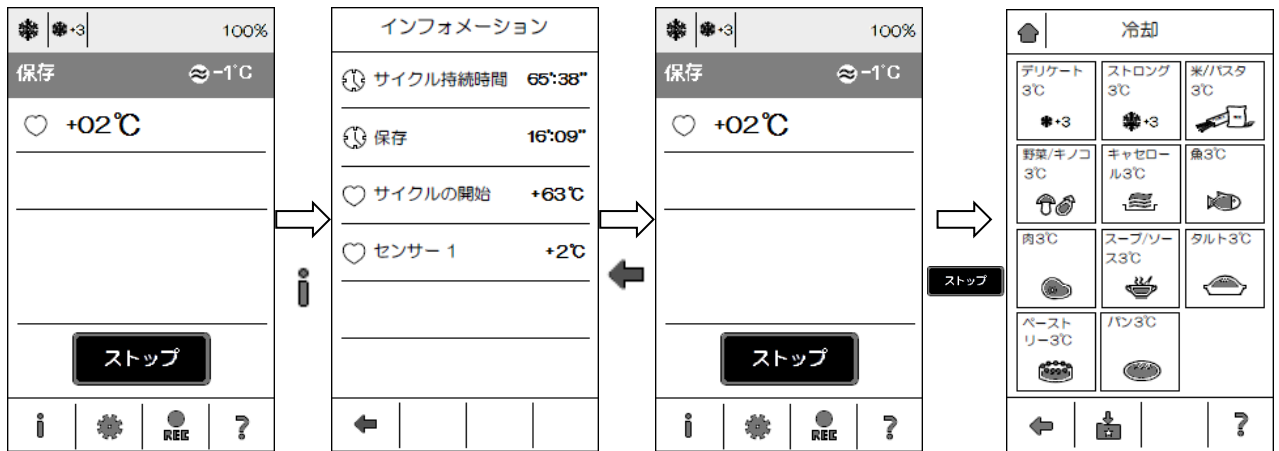 +3 100%
保存 -1℃
+02℃
ストップ
i REC ?
i
インフォメーション
サイクル持続時間 65':38"
保存 16':09"
サイクルの開始 +63℃
センサー 1 +2℃
+3 100%
保存 -1℃
+02℃
ストップ
i REC ?
ストップ
冷却
デリケート
3℃
+3
ストロング
3℃
+3
米/パスタ
3℃
野菜/キノコ
3℃
キャセロー
ル3℃
魚3℃
肉3℃
スープ/ソー
ス3℃
タルト3℃
ペースト
リー3℃
パン3℃
?